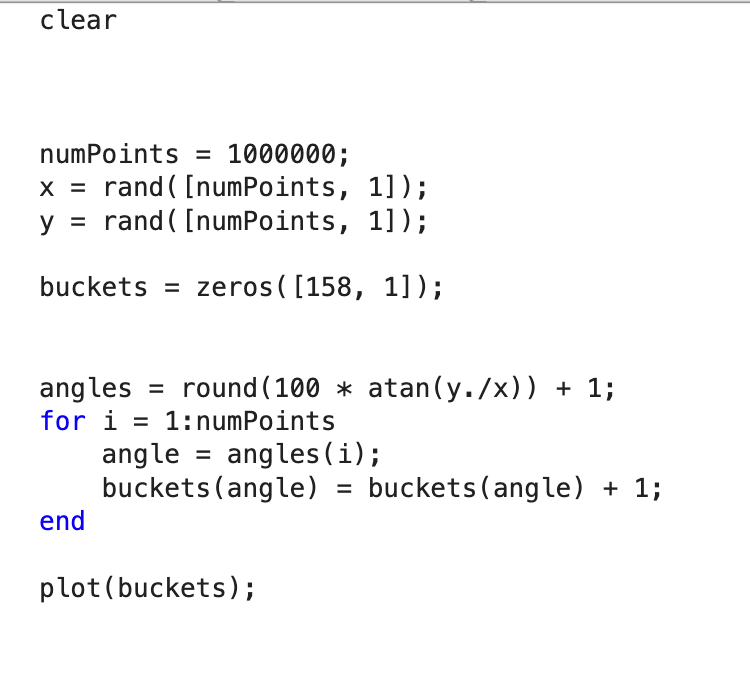 clear
numPoints = 1000000;
x = rand([numPoints, 1]);
y = rand([numPoints, 1]);
buckets = zeros([158, 1]);
angles = round(100 * atan(y./x)) + 1;
for i = 1:numPoints
    angle = angles(i);
    buckets(angle) = buckets(angle) + 1;
end
plot(buckets);